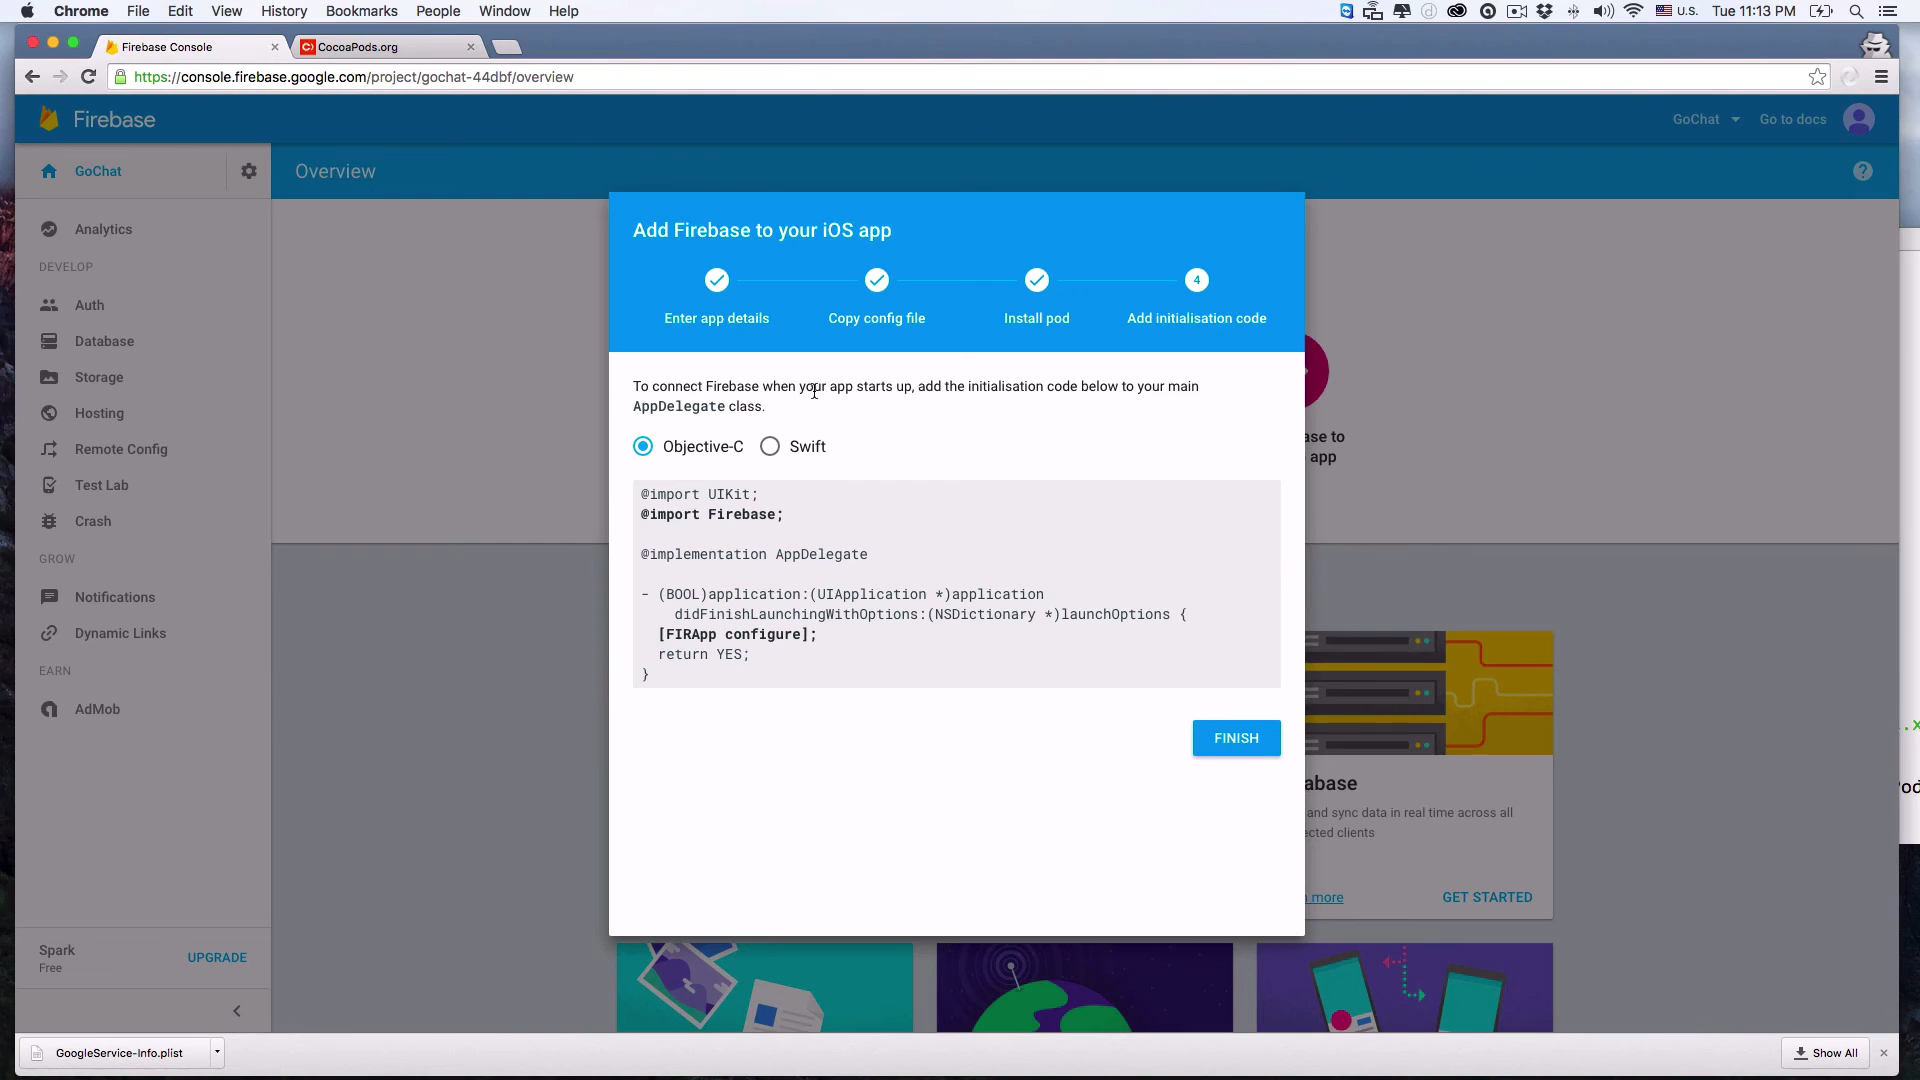 Chrome File Edit View History Bookmarks People Window Help U.S. Tue 11:13 PM
Firebase Console CocoaPods.org
https://console.firebase.google.com/project/gochat-44dbf/overview
Firebase GoChat Go to docs
GoChat Overview
Analytics
DEVELOP
Auth
Database
Storage
Hosting
Remote Config
Test Lab
Crash
GROW
Notifications
Dynamic Links
EARN
AdMob
Spark
Free
UPGRADE
Add Firebase to your iOS app
4
Enter app details Copy config file Install pod Add initialisation code
To connect Firebase when your app starts up, add the initialisation code below to your main
AppDelegate class.
Objective-C Swift
@import UIKit;
@import Firebase;
@implementation AppDelegate
- (BOOL)application:(UIApplication *)application
didFinishLaunchingWithOptions:(NSDictionary *)launchOptions {
[FIRApp configure];
return YES;
}
FINISH
ase to
app
abase
and sync data in real time across all
ected clients
more GET STARTED
.x
Pod
GoogleService-Info.plist Show All